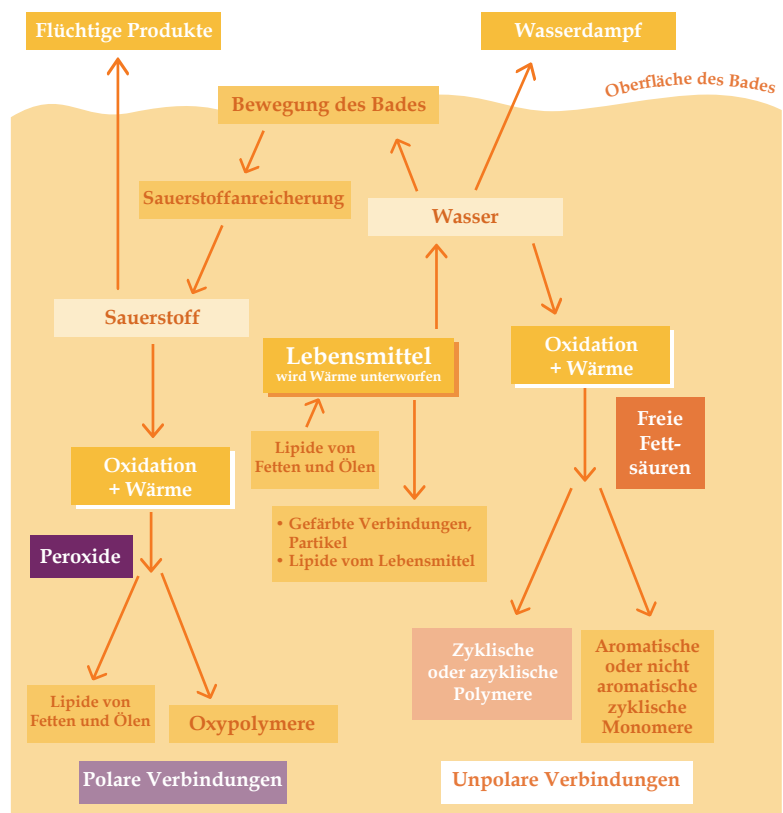 Flüchtige Produkte
Wasserdampf
Oberfläche des Bades
Bewegung des Bades
Sauerstoffanreicherung
Wasser
Sauerstoff
Lebensmittel
wird Wärme unterworfen
Oxidation
+ Wärme
Freie
Fett-
säuren
Lipide von
Fetten und Ölen
Oxidation
+ Wärme
• Gefärbte Verbindungen,
Partikel
• Lipide vom Lebensmittel
Peroxide
Zyklische
oder azyklische
Polymere
Aromatische
oder nicht
aromatische
zyklische
Monomere
Lipide von
Fetten und Ölen
Oxypolymere
Polare Verbindungen
Unpolare Verbindungen